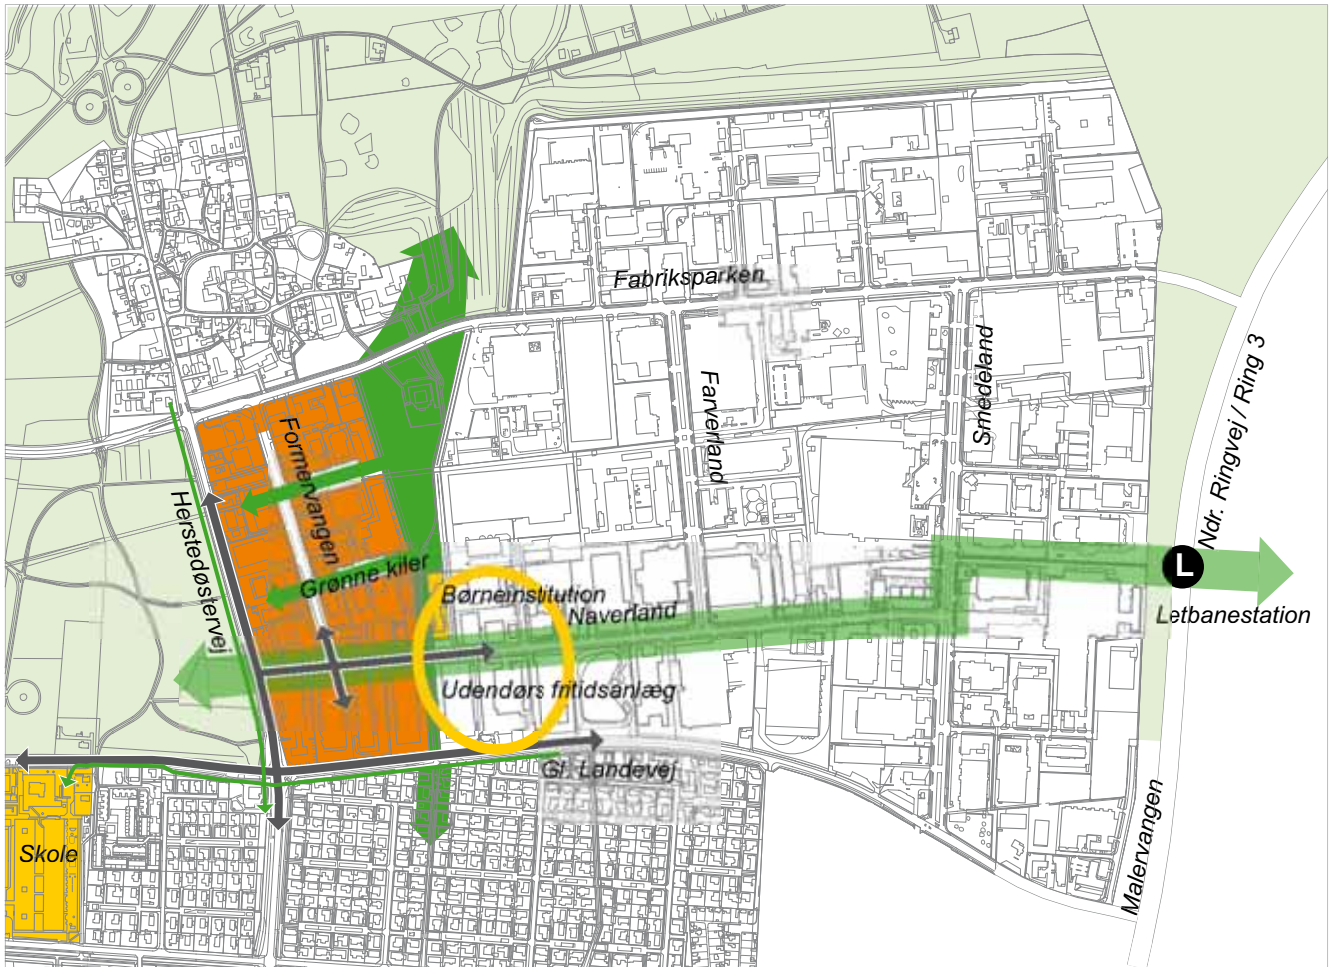 Fabriksparken
Ndr. Ringvej / Ring 3
Smedeland
Farverland
Formervangen
Herstedøstervej
Grønne kiler
Børneinstitution
Naverland
L
Letbanestation
Udendørs fritidsanlæg
Gl. Landevej
Malervangen
Skole